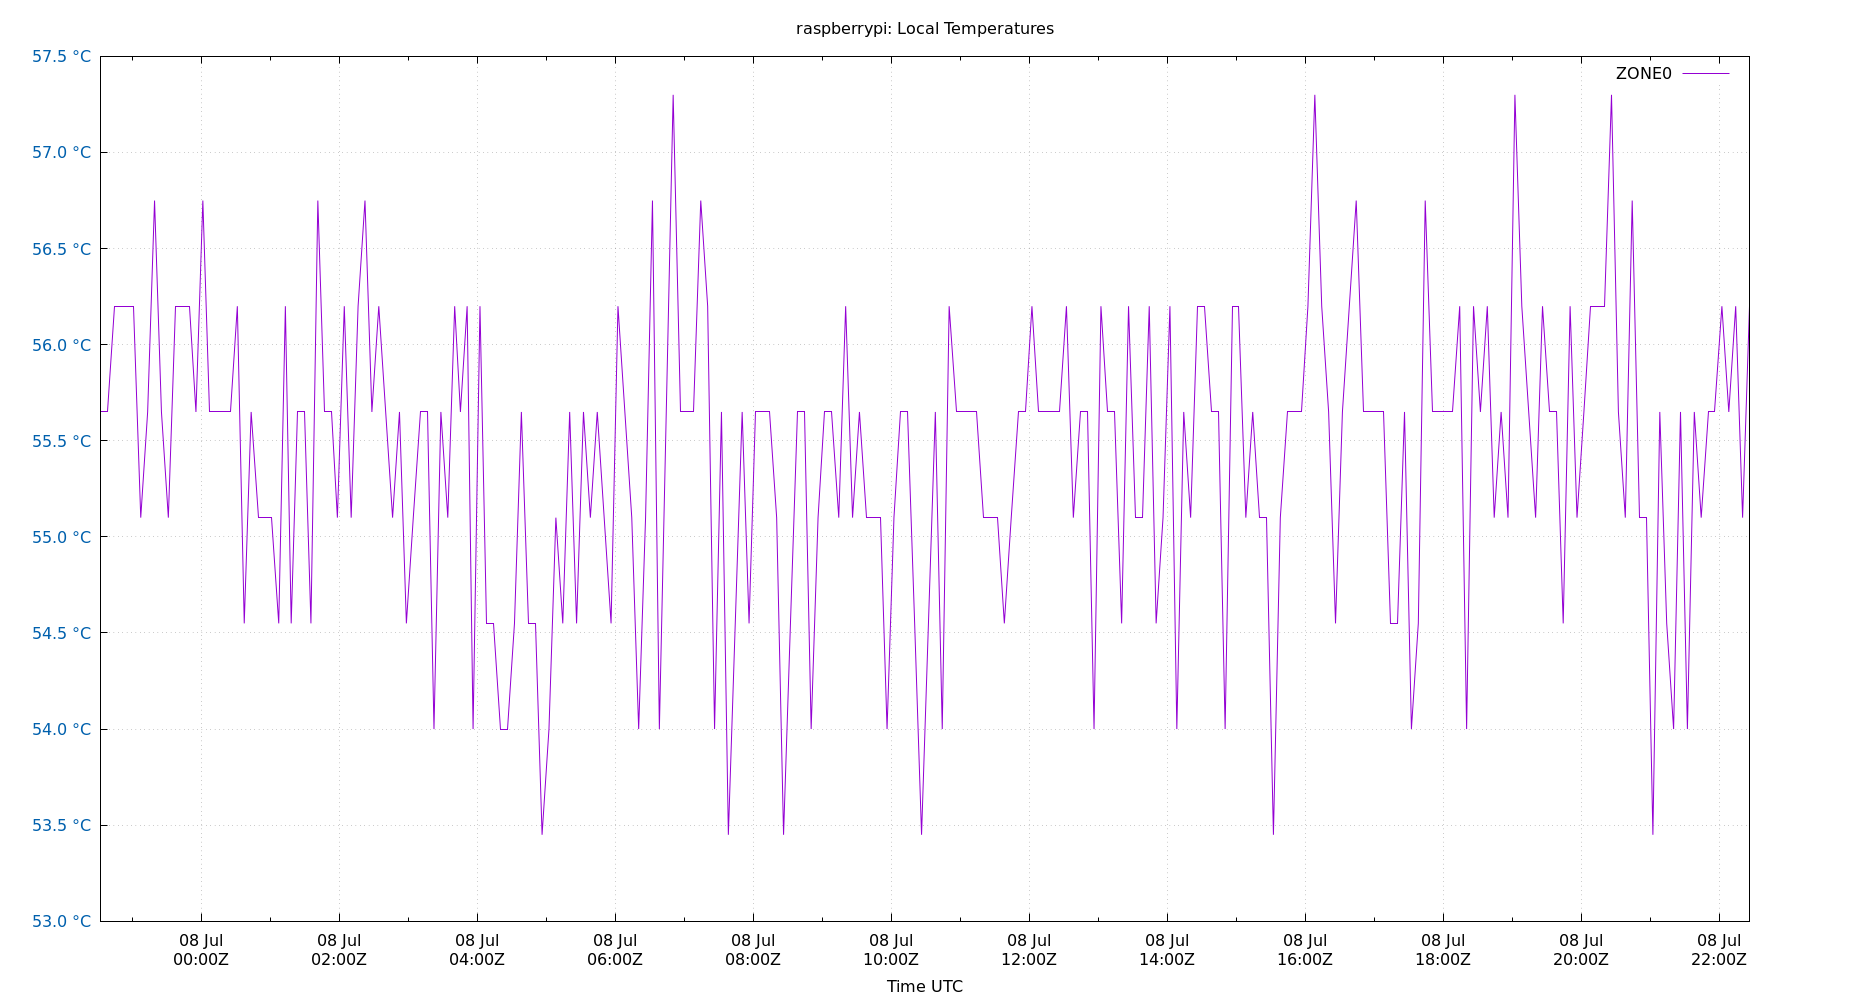 raspberrypi: Local Temperatures
57.5 °C
ZONE0
57.0 °C
56.5 °C
56.0 °C
55.5 °C
55.0 °C
54.5 °C
54.0 °C
53.5 °C
53.0 °C
08 Jul 08 Jul 08 Jul 08 Jul 08 Jul 08 Jul 08 Jul 08 Jul 08 Jul 08 Jul 08 Jul 08 Jul
00:00Z 02:00Z 04:00Z 06:00Z 08:00Z 10:00Z 12:00Z 14:00Z 16:00Z 18:00Z 20:00Z 22:00Z
Time UTC